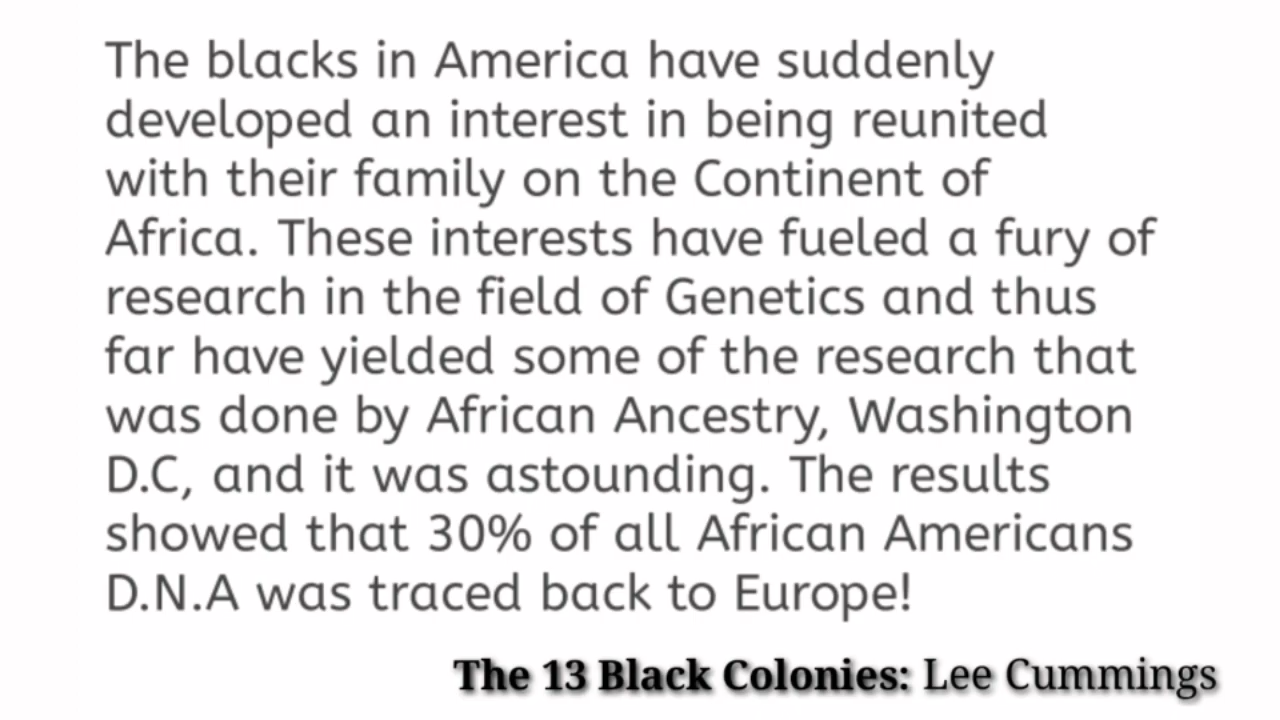 The blacks in America have suddenly
developed an interest in being reunited
with their family on the Continent of
Africa. These interests have fueled a fury of
research in the field of Genetics and thus
far have yielded some of the research that
was done by African Ancestry, Washington
D.C, and it was astounding. The results
showed that 30% of all African Americans
D.N.A was traced back to Europe!
The 13 Black Colonies: Lee Cummings